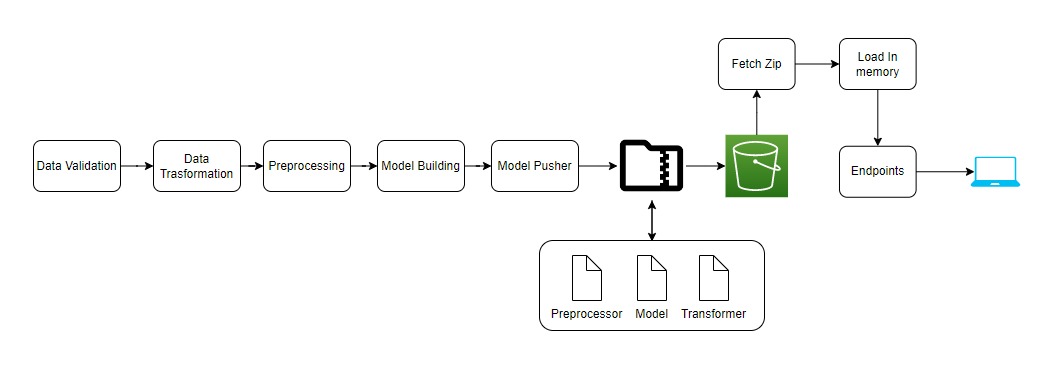 Fetch Zip
Load In
memory
Data Validation
Data
Trasformation
Preprocessing
Model Building
Model Pusher
Endpoints
Preprocessor
Model
Transformer